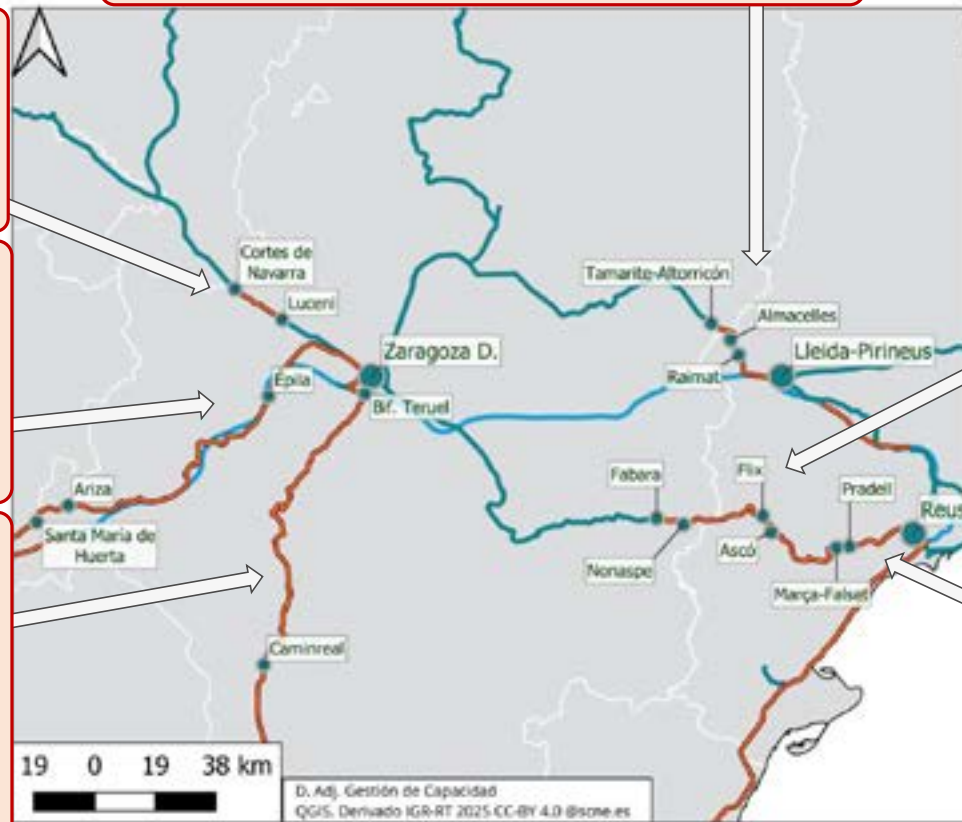 Cortes de
Navarra
Luceni
Tamarite-Altorricón
Almacelles
Zaragoza D.
Lleida-Pirineus
Raimat
Épila
Bif. Teruel
Fabara
Flix
Pradell
Ariza
Reus
Santa María de
Huerta
Ascó
Nonaspe
Marça-Falset
Caminreal
19 0 19 38 km
D. Adj. Gestión de Capacidad
QGIS. Derivado IGR-RT 2025 CC-BY 4.0 @scne.es